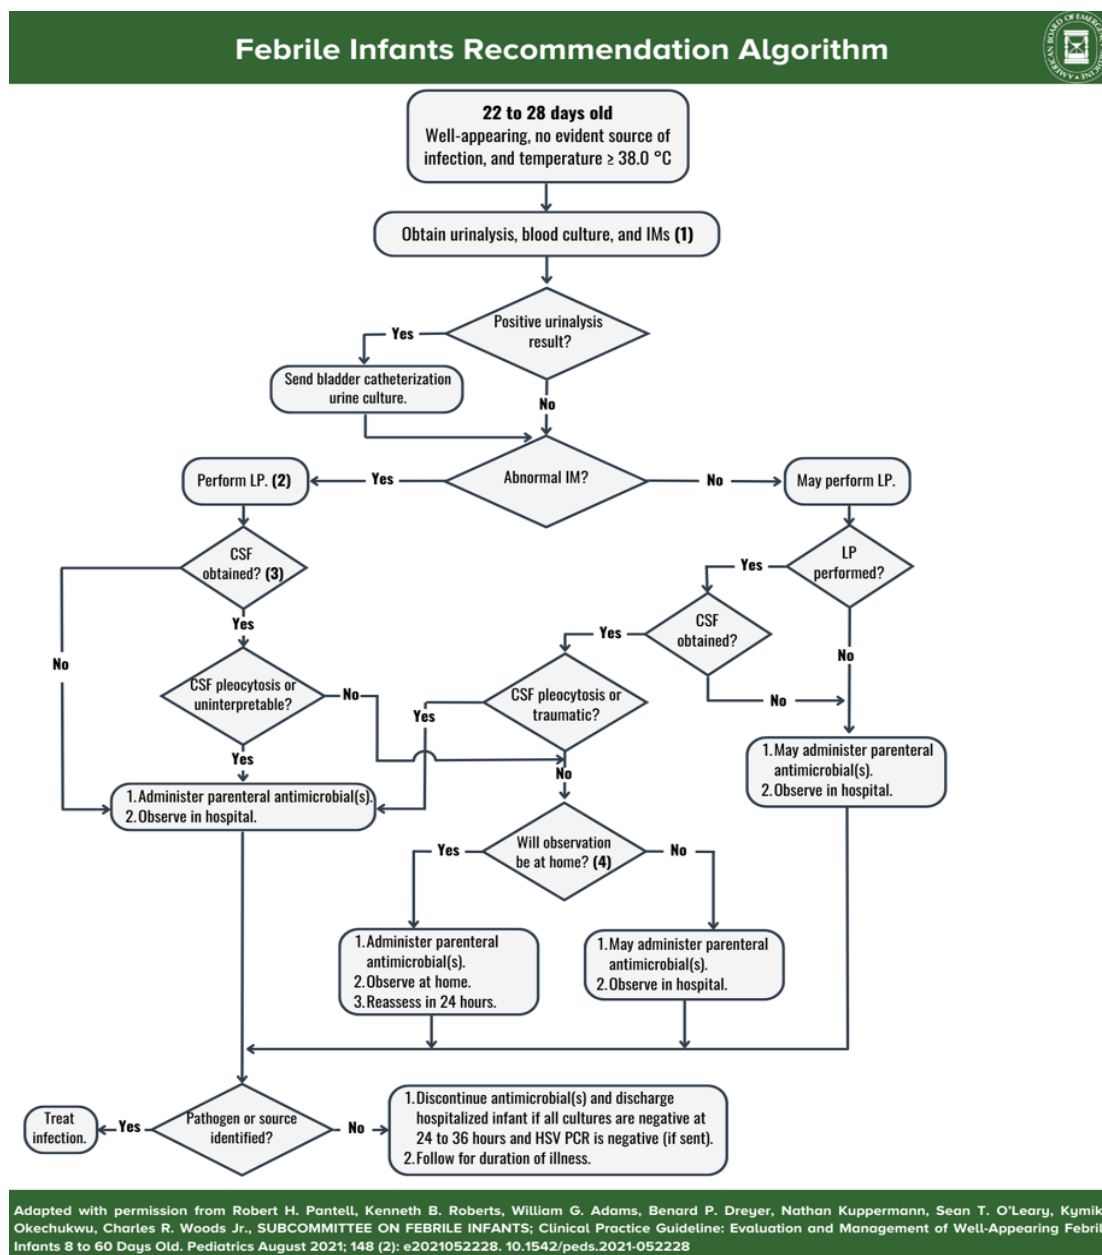 Febrile Infants Recommendation Algorithm
AMERICAN BOARD OF EMERGENCY MEDICINE
22 to 28 days old
Well-appearing, no evident source of
infection, and temperature ≥ 38.0 °C
Obtain urinalysis, blood culture, and IMs (1)
Positive urinalysis
result?
Yes
Send bladder catheterization
urine culture.
No
Abnormal IM?
Yes
No
Perform LP. (2)
May perform LP.
CSF
obtained? (3)
LP
performed?
Yes
CSF
obtained?
Yes
Yes
No
No
No
CSF pleocytosis or
uninterpretable?
No
CSF pleocytosis or
traumatic?
Yes
Yes
No
1. Administer parenteral antimicrobial(s).
2. Observe in hospital.
1. May administer parenteral
antimicrobial(s).
2. Observe in hospital.
Will observation
be at home? (4)
Yes
No
1. Administer parenteral
antimicrobial(s).
2. Observe at home.
3. Reassess in 24 hours.
1. May administer parenteral
antimicrobial(s).
2. Observe in hospital.
Pathogen or source
identified?
Yes
Treat
infection.
No
1. Discontinue antimicrobial(s) and discharge
hospitalized infant if all cultures are negative at
24 to 36 hours and HSV PCR is negative (if sent).
2. Follow for duration of illness.
Adapted with permission from Robert H. Pantell, Kenneth B. Roberts, William G. Adams, Benard P. Dreyer, Nathan Kuppermann, Sean T. O'Leary, Kymik
Okechukwu, Charles R. Woods Jr., SUBCOMMITTEE ON FEBRILE INFANTS; Clinical Practice Guideline: Evaluation and Management of Well-Appearing Febril
Infants 8 to 60 Days Old. Pediatrics August 2021; 148 (2): e2021052228. 10.1542/peds.2021-052228